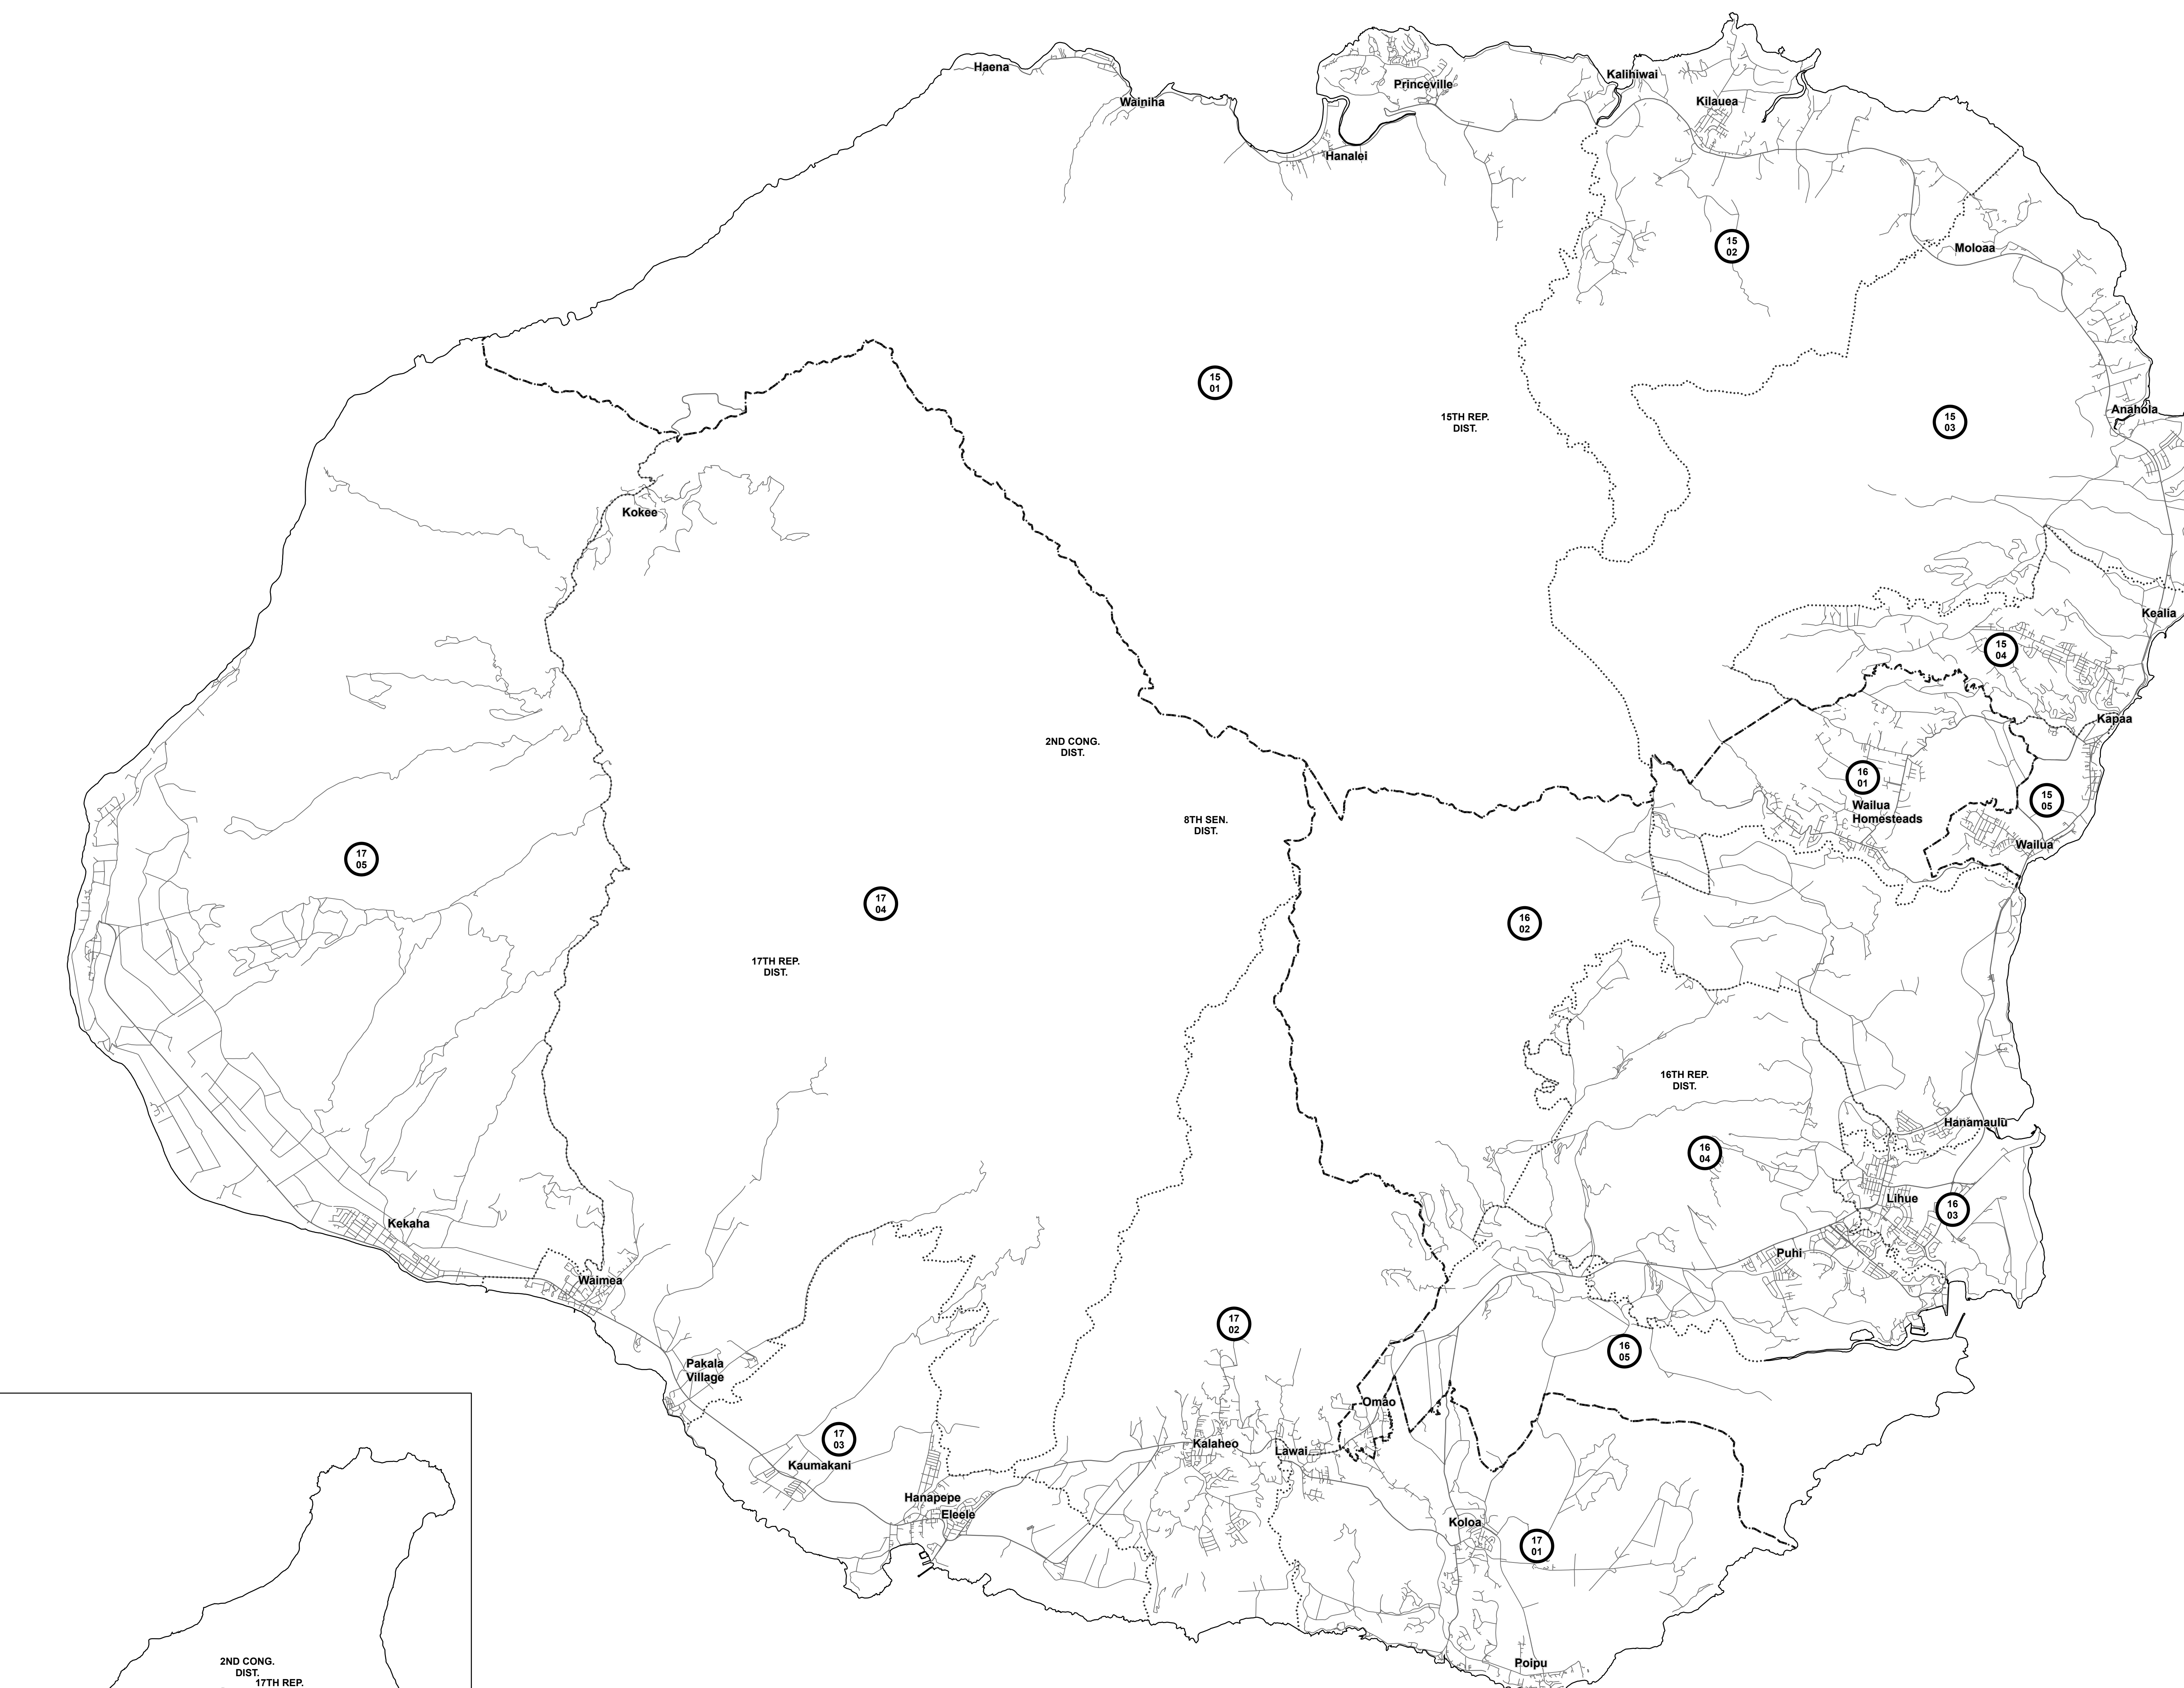 Haena
Wainiha
Princeville
Hanalei
Kalihiwai
Kilauea
15
02
Moloaa
15
01
15TH REP.
DIST.
15
03
Anahola
Kokee
Kealia
15
04
Kapaa
2ND CONG.
DIST.
16
01
Wailua
Homesteads
15
05
8TH SEN.
DIST.
Wailua
17
05
17
04
16
02
17TH REP.
DIST.
16TH REP.
DIST.
Hanamaulu
16
04
Lihue
16
03
Kekaha
Puhi
Waimea
17
02
16
05
Pakala
Village
Omao
17
03
Kalaheo
Lawai
Kaumakani
Hanapepe
Eleele
Koloa
17
01
Poipu
2ND CONG.
DIST.
17TH REP.